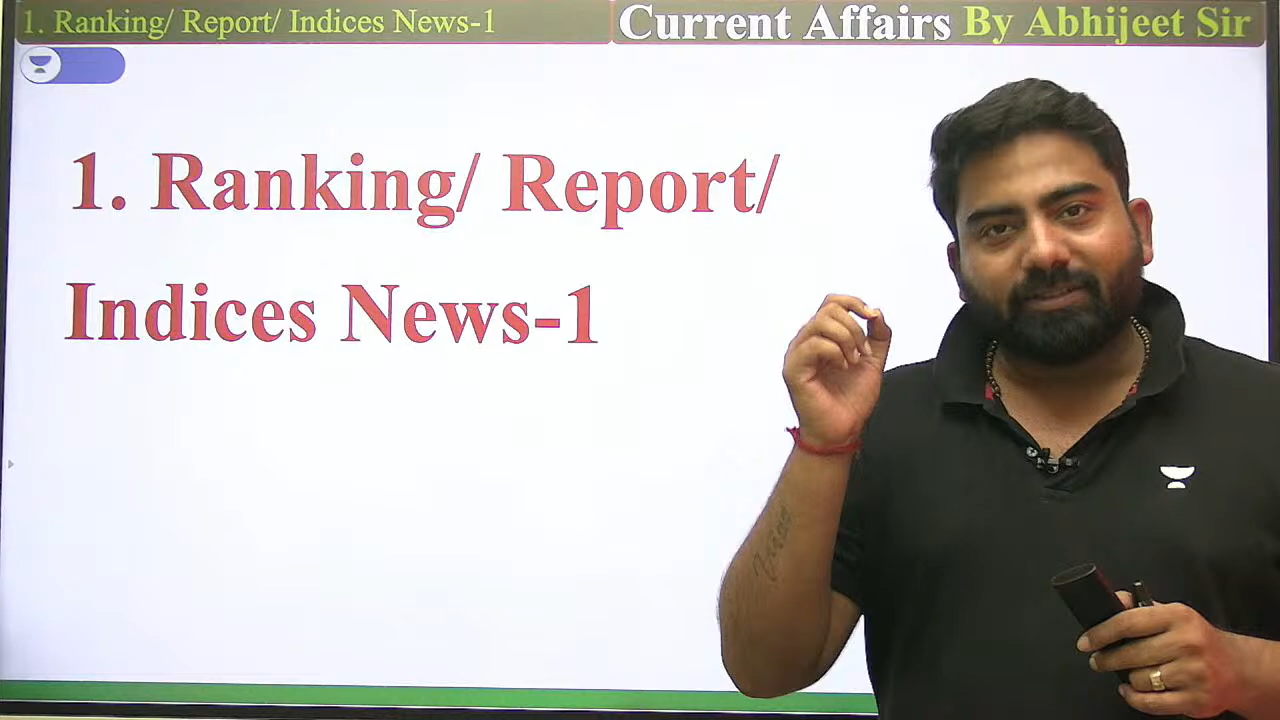 1. Ranking/ Report/ Indices News-1
Current Affairs By Abhijeet Sir
1. Ranking/ Report/
Indices News-1